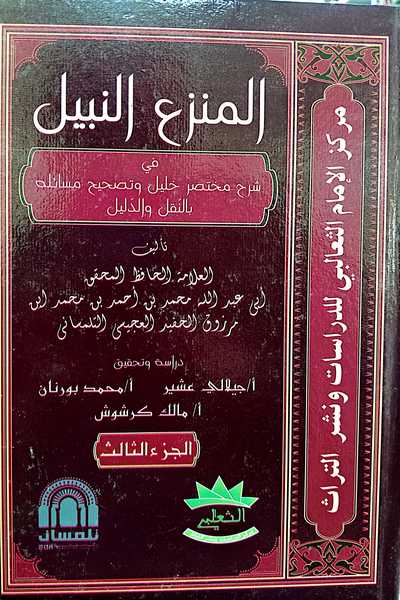 المنزع النبيل
في
شرح مختصر خليل وتصحيح مسائله
بالنقل والدليل
تأليف
العلامة الحافظ المحقق
أبي عبد الله محمد بن أحمد بن محمد ابن
مرزوق الحفيد العجيسي التلمساني
دراسة وتحقيق
أ/جيلالي عشير أ/محمد بورنان
أ/ مالك كرشوش
الجزء الثالث
الثعالبي
تلمسان
مركز الإمام الثعالبي للدراسات ونشر التراث